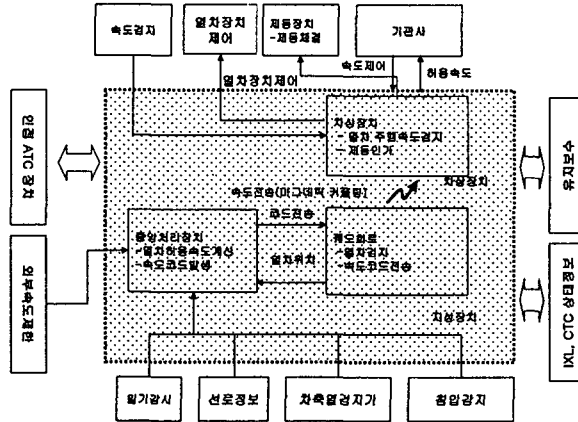 속도검지
열차장치
제어
제동장치
-제동체결
기관사
열차장치제어
속도제어
허용속도
인접 ATC 장치
차상장치
- 열차 주행속도검지
- 제동인가
차상장치
유지보수
속도전송(마그네틱 커플링)
코드전송
중앙처리장치
-열차허용속도계산
-속도코드발생
열차위치
궤도회로
-열차검지
-속도코드전송
지상장치
외부속도제한
IXL, CTC 상태정보
일기감시
선로정보
차축열검지기
침입감지